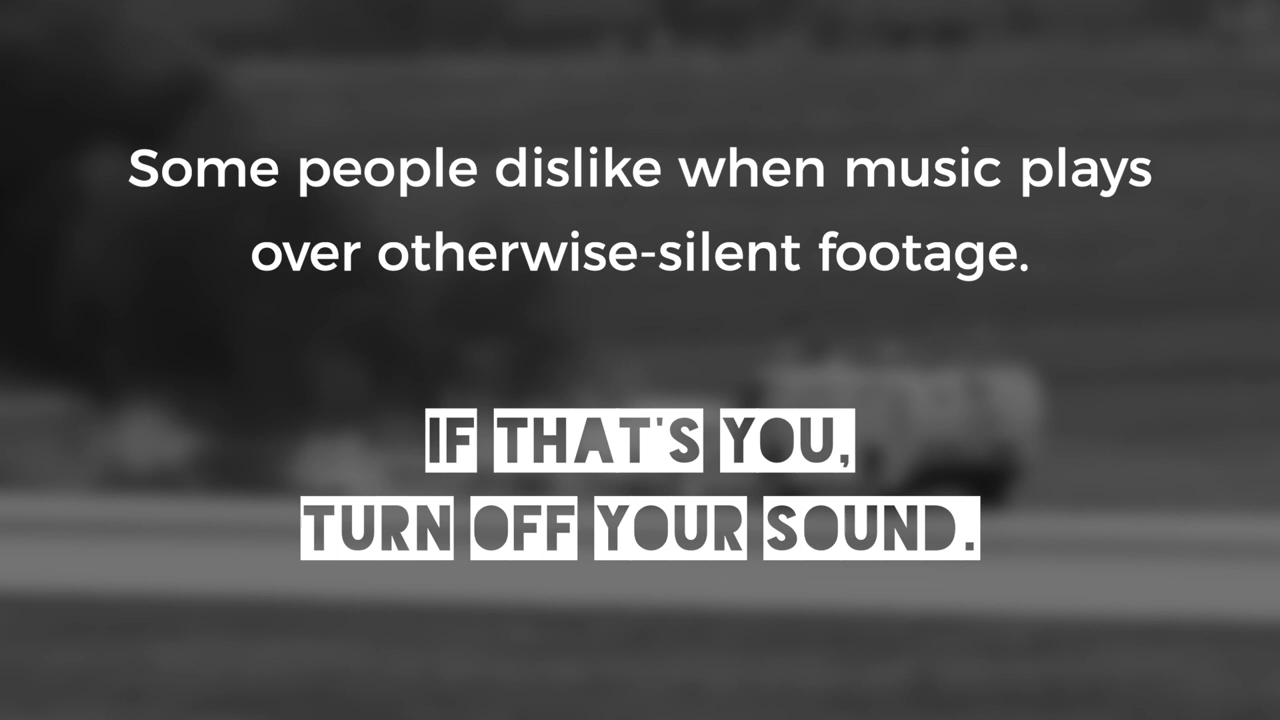 Some people dislike when music plays
over otherwise-silent footage.
IF THAT'S YOU,
TURN OFF YOUR SOUND.